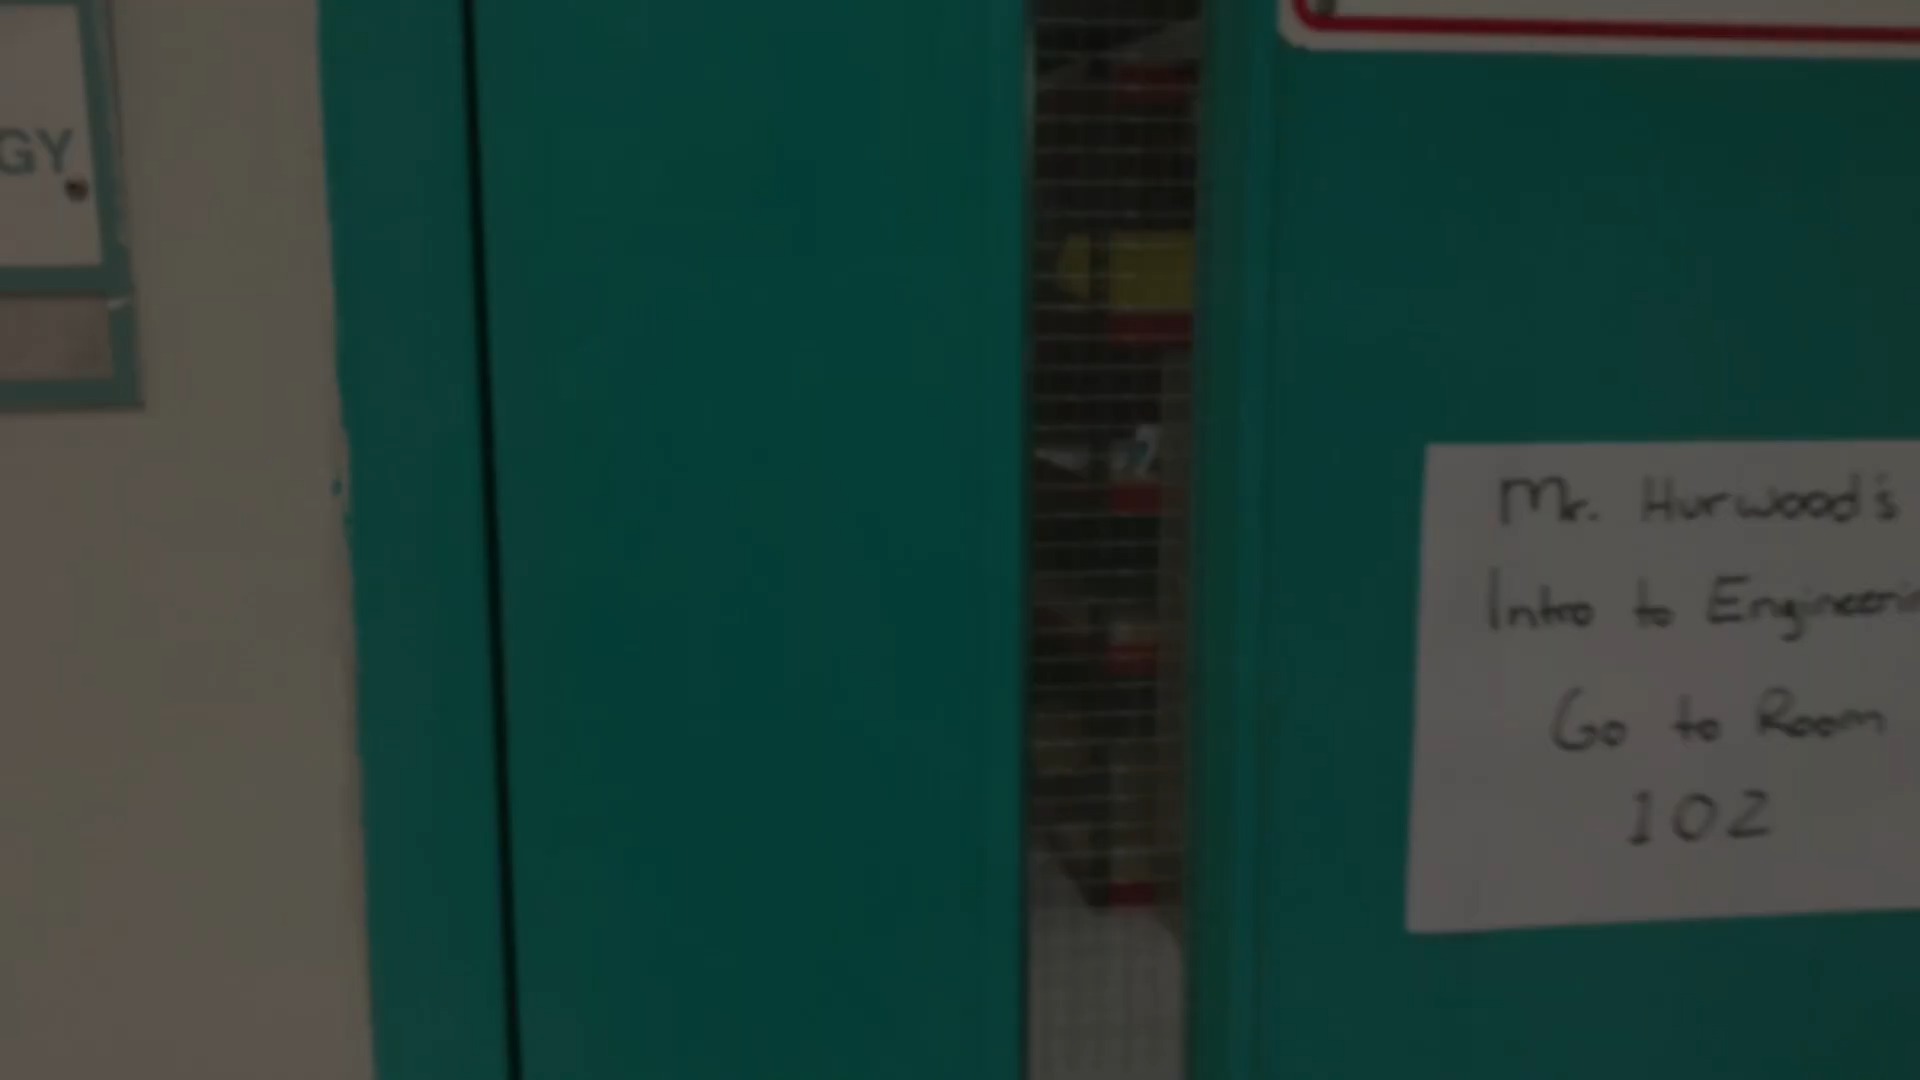 GY
Mr. Hurwood's
Intro to Engineerin
Go to Room
102